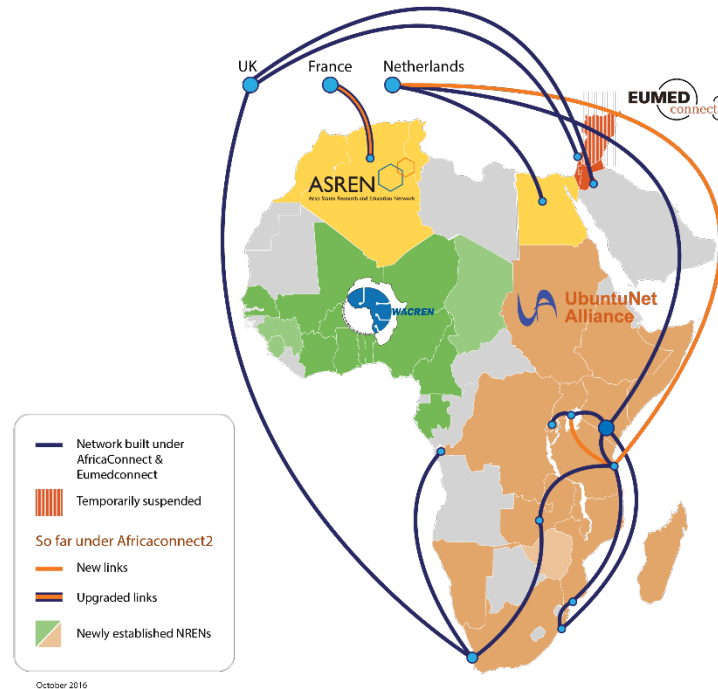 UK
France
Netherlands
EUMED
connect
ASREN
Arab States Research and Education Network
WACREN
UbuntuNet
Alliance
Network built under
AfricaConnect &
Eumedconnect
Temporarily suspended
So far under Africaconnect2
New links
Upgraded links
Newly established NRENs
October 2016